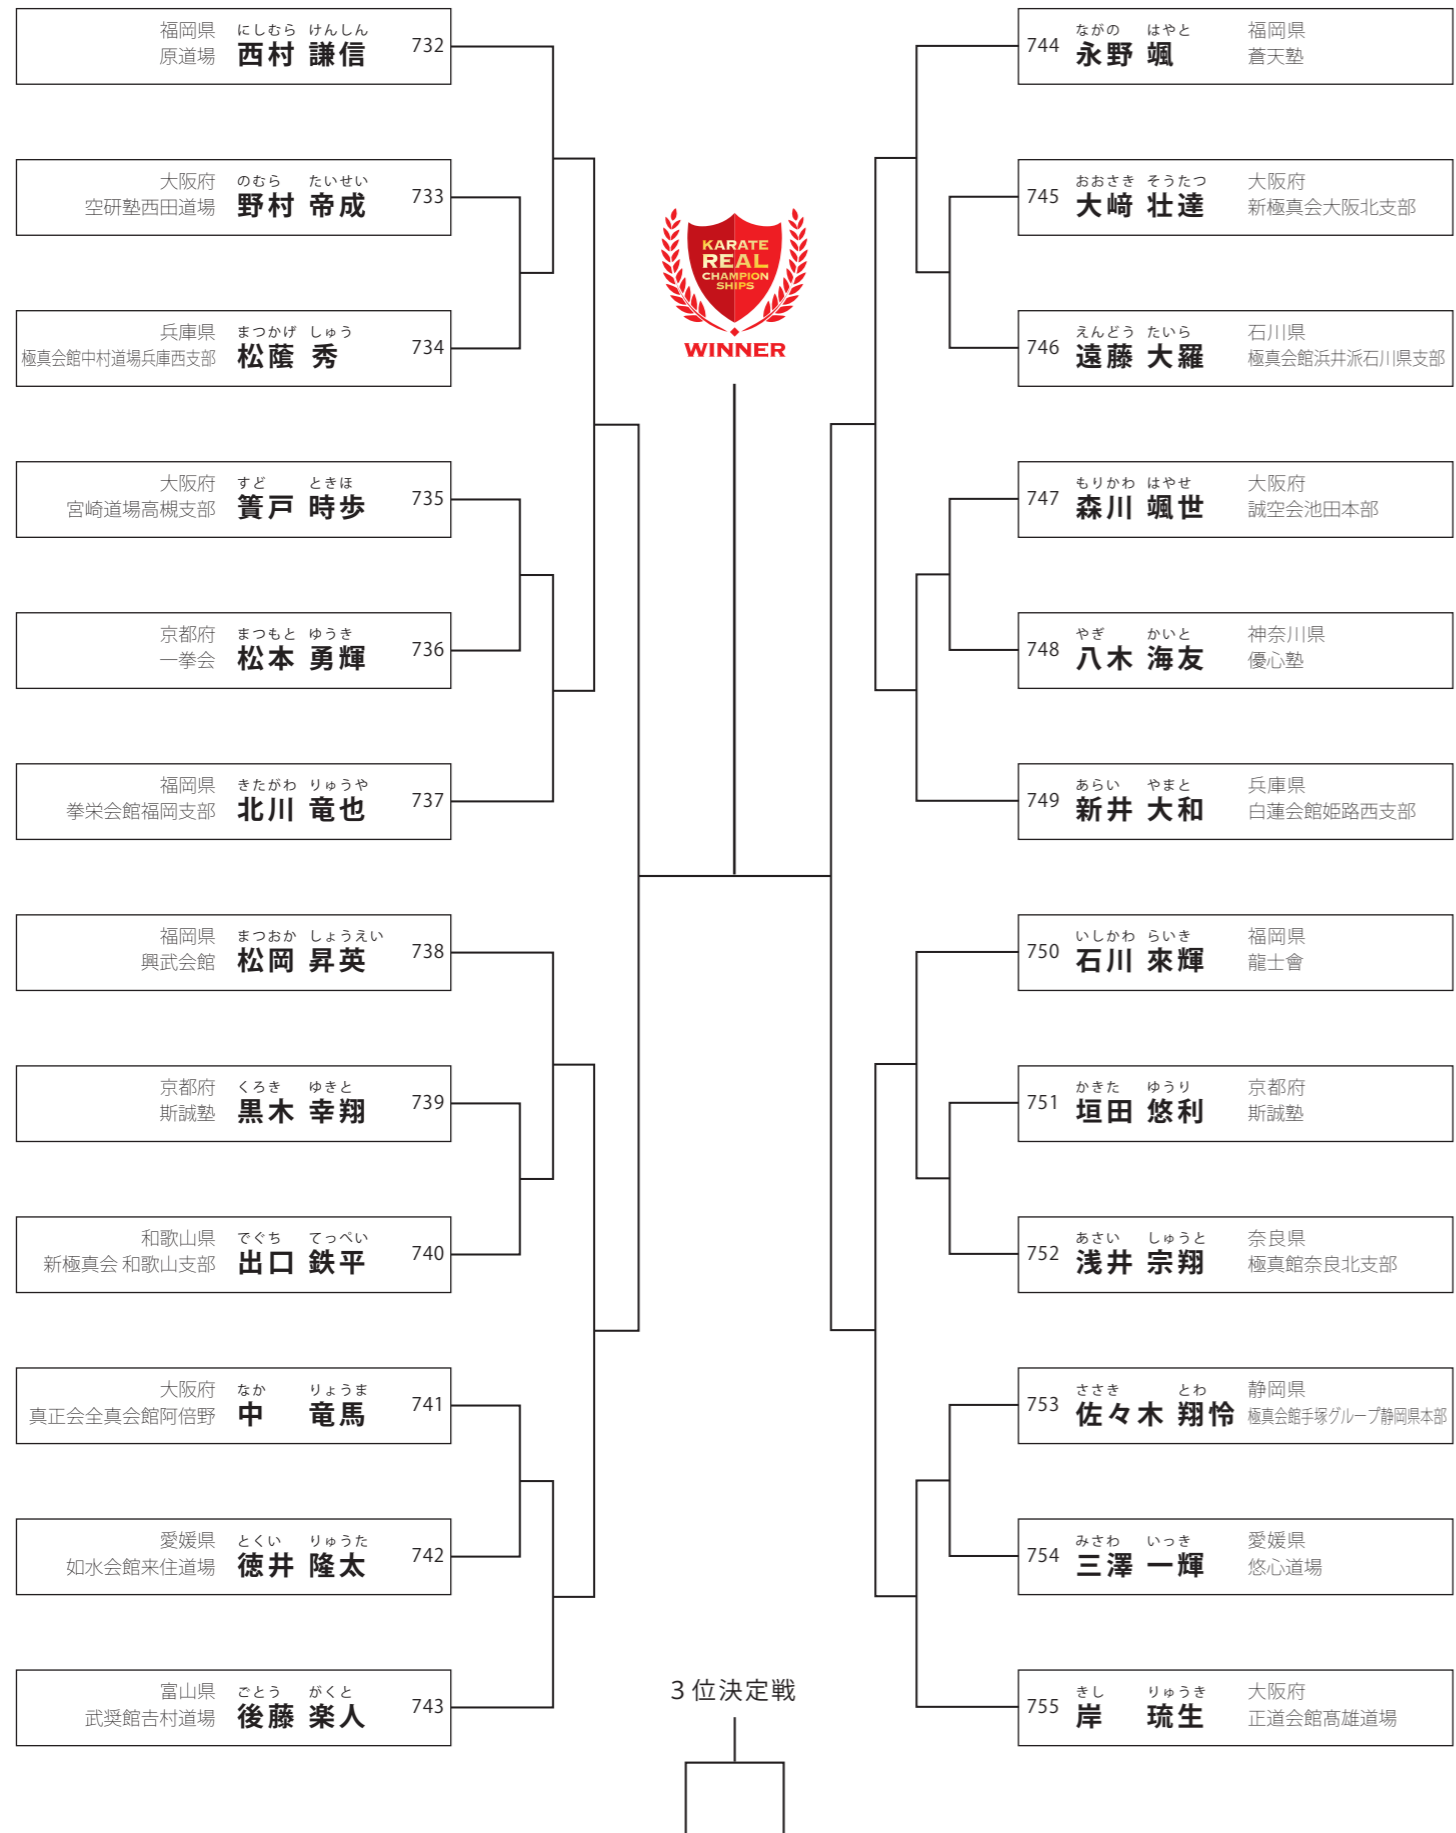 福岡県
原道場
にしむら けんしん
西村 謙信
732
大阪府
空研塾西田道場
のむら たいせい
野村 帝成
733
兵庫県
極真会館中村道場兵庫西支部
まつかげ しゅう
松蔭 秀
734
大阪府
宮崎道場高槻支部
すど ときほ
簀戸 時歩
735
京都府
一拳会
まつもと ゆうき
松本 勇輝
736
福岡県
拳栄会館福岡支部
きたがわ りゅうや
北川 竜也
737
福岡県
興武会館
まつおか しょうえい
松岡 昇英
738
京都府
斯誠塾
くろき ゆきと
黒木 幸翔
739
和歌山県
新極真会 和歌山支部
でぐち てっぺい
出口 鉄平
740
大阪府
真正会全真会館阿倍野
なか りょうま
中 竜馬
741
愛媛県
如水会館来住道場
とくい りゅうた
徳井 隆太
742
富山県
武奨館𠮷村道場
ごとう がくと
後藤 楽人
743
KARATE
REAL
CHAMPION
SHIPS
WINNER
3位決定戦
744
ながの はやと
永野 颯
福岡県
蒼天塾
745
おおさき そうたつ
大﨑 壮達
大阪府
新極真会大阪北支部
746
えんどう たいら
遠藤 大羅
石川県
極真会館浜井派石川県支部
747
もりかわ はやせ
森川 颯世
大阪府
誠空会池田本部
748
やぎ かいと
八木 海友
神奈川県
優心塾
749
あらい やまと
新井 大和
兵庫県
白蓮会館姫路西支部
750
いしかわ らいき
石川 來輝
福岡県
龍士會
751
かきた ゆうり
垣田 悠利
京都府
斯誠塾
752
あさい しゅうと
浅井 宗翔
奈良県
極真館奈良北支部
753
ささき とわ
佐々木 翔怜
静岡県
極真会館手塚グループ静岡県本部
754
みさわ いっき
三澤 一輝
愛媛県
悠心道場
755
きし りゅうき
岸 琉生
大阪府
正道会館髙雄道場